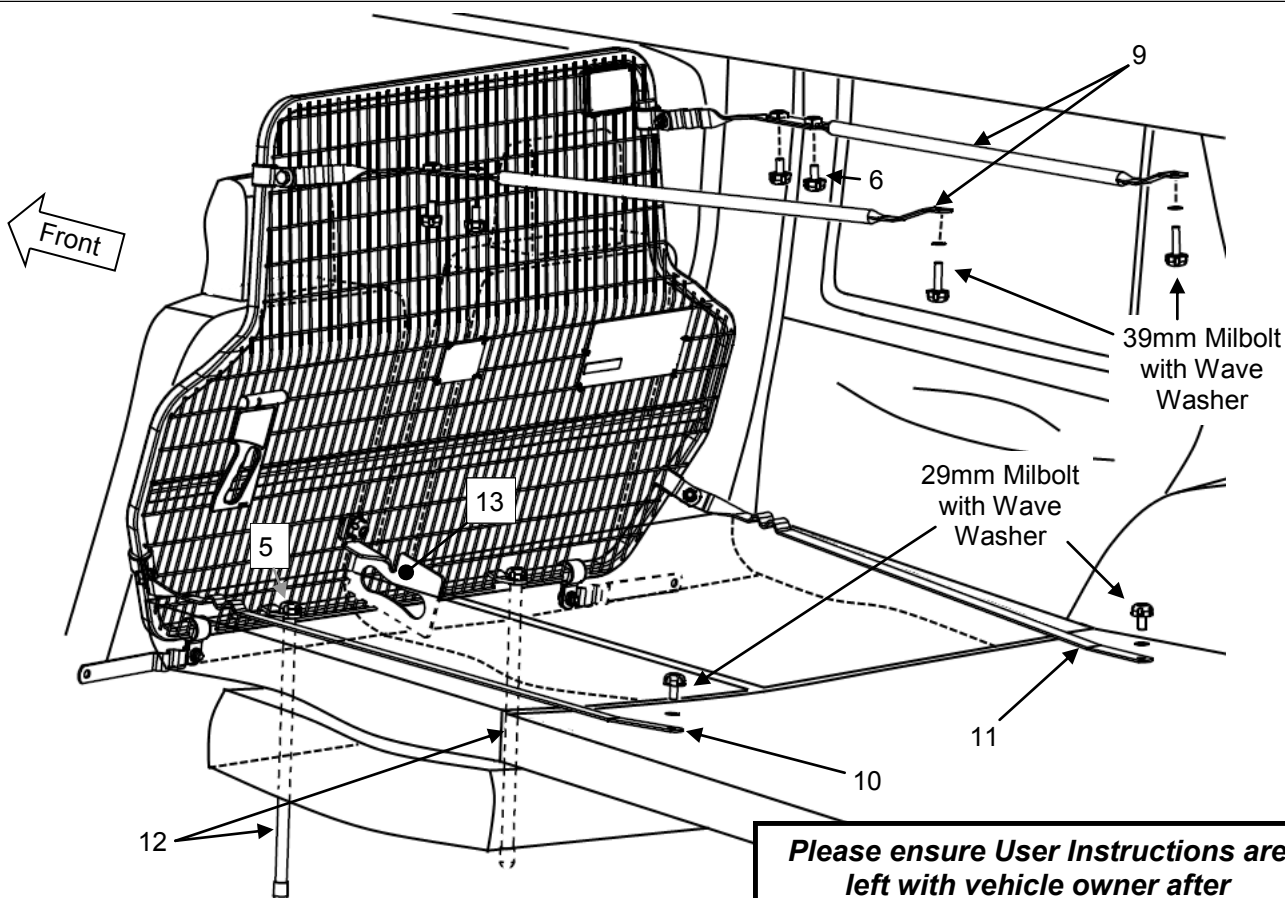 9
6
Front
39mm Milbolt
with Wave
Washer
29mm Milbolt
with Wave
Washer
13
5
11
10
12
Please ensure User Instructions are
left with vehicle owner after